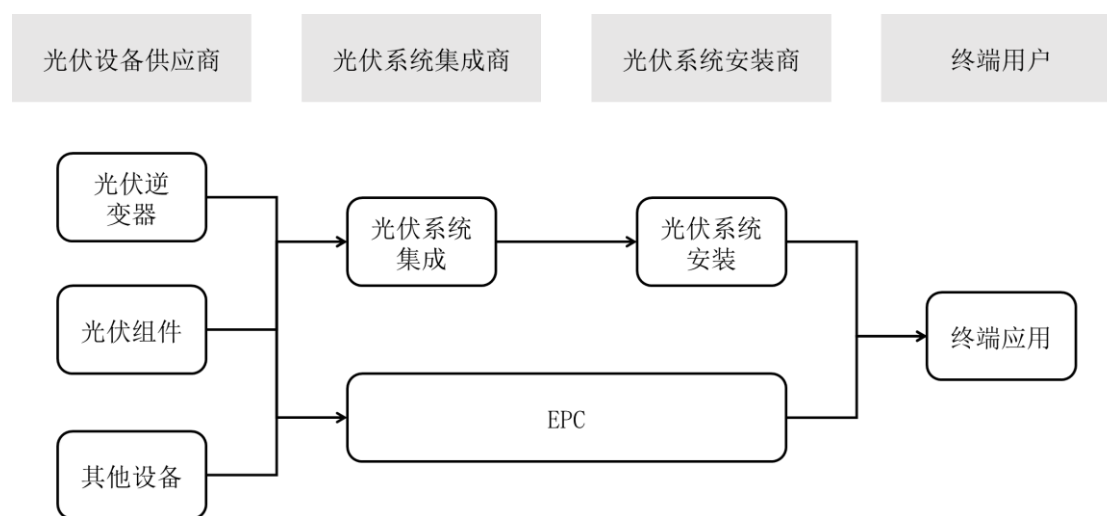 光伏设备供应商
光伏系统集成商
光伏系统安装商
终端用户
光伏逆
变器
光伏系统
集成
光伏系统
安装
光伏组件
终端应用
EPC
其他设备